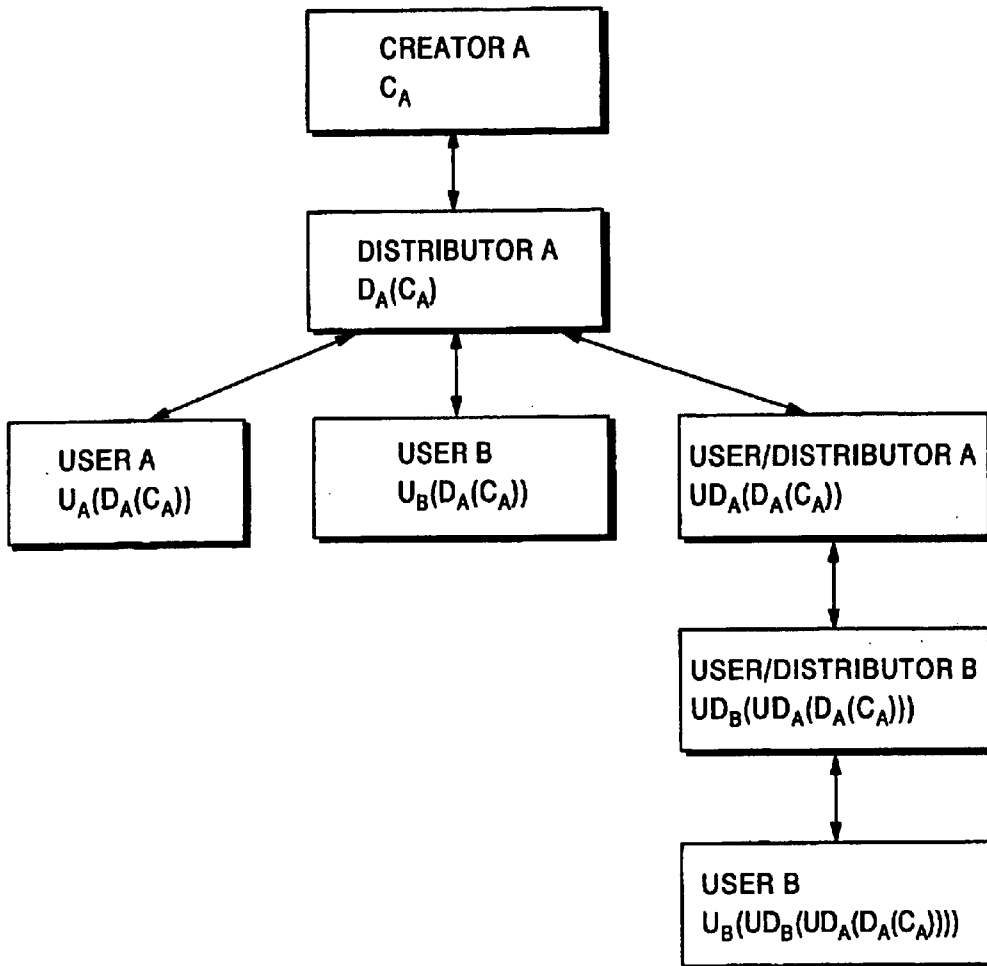 CREATOR A
C_A
DISTRIBUTOR A
D_A(C_A)
USER A
U_A(D_A(C_A))
USER B
U_B(D_A(C_A))
USER/DISTRIBUTOR A
UD_A(D_A(C_A))
USER/DISTRIBUTOR B
UD_B(UD_A(D_A(C_A)))
USER B
U_B(UD_B(UD_A(D_A(C_A))))